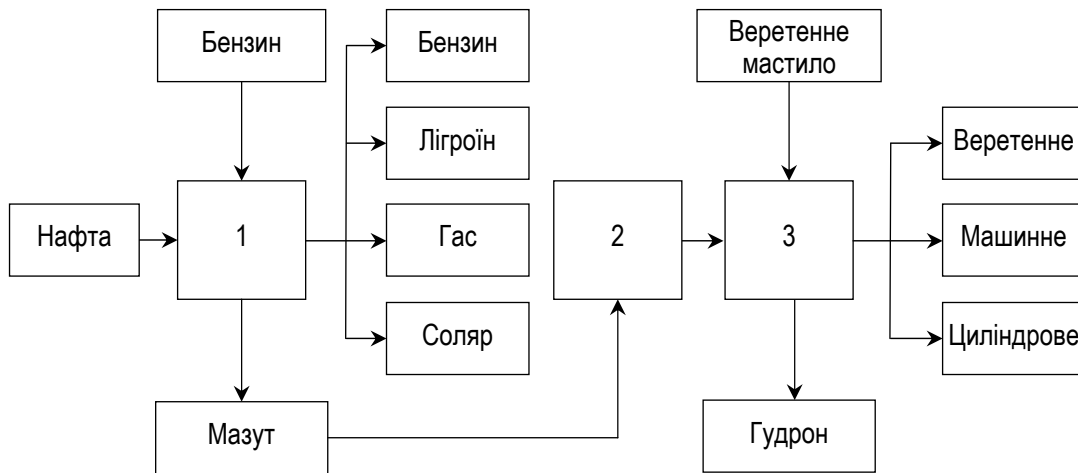 Бензин
Бензин
Веретенне
мастило
Лігроїн
Веретенне
Нафта
1
Гас
2
3
Машинне
Соляр
Циліндрове
Мазут
Гудрон